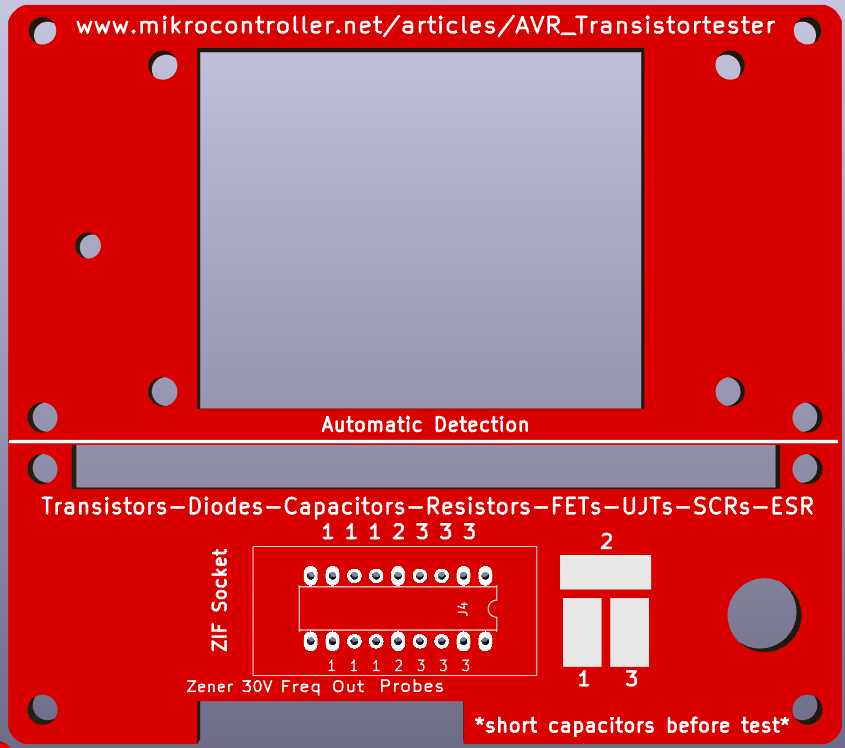 www.mikrocontroller.net/articles/AVR_Transistortester
Automatic Detection
Transistors-Diodes-Capacitors-Resistors-FETs-UJTs-SCRs-ESR
1 1 1 2 3 3 3
ZIF Socket
J4
1 1 1 2 3 3 3
Zener 30V Freq Out Probes
2
1 3
*short capacitors before test*